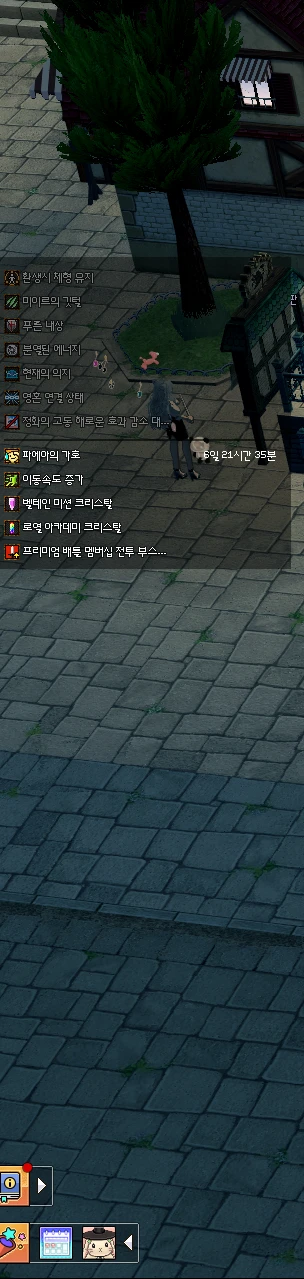 환생시 체형 유지
미이르의 깃털
푸른 내상
분열된 에너지
현재의 의지
영혼 연결 상태
정화의 고동 해로운 효과 감소 대...
파에아의 가호 6일 21시간 35분
이동속도 증가
벨테인 미션 크리스탈
로열 아카데미 크리스탈
프리미엄 배틀 멤버십 전투 부스...